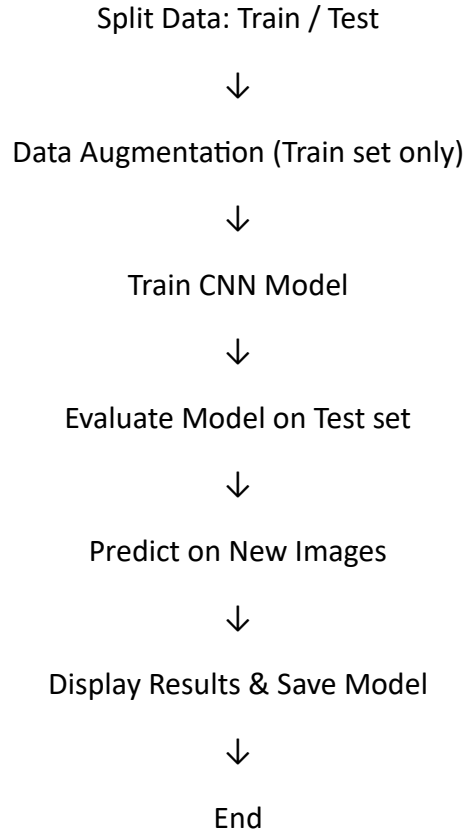 Split Data: Train / Test
↓
Data Augmentation (Train set only)
↓
Train CNN Model
↓
Evaluate Model on Test set
↓
Predict on New Images
↓
Display Results & Save Model
↓
End